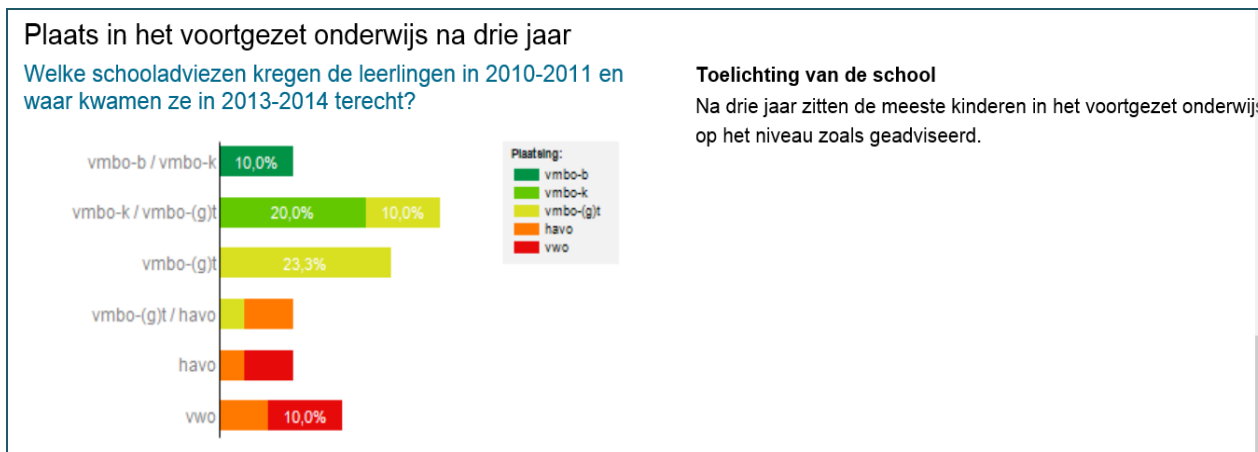 Plaats in het voortgezet onderwijs na drie jaar
Welke schooladviezen kregen de leerlingen in 2010-2011 en
waar kwamen ze in 2013-2014 terecht?
Toelichting van de school
Na drie jaar zitten de meeste kinderen in het voortgezet onderwijs
op het niveau zoals geadviseerd.
vmbo-b / vmbo-k 10,0%
vmbo-k / vmbo-(g)t 20,0% 10,0%
vmbo-(g)t 23,3%
vmbo-(g)t / havo
havo
vwo 10,0%
Plaatsing:
vmbo-b
vmbo-k
vmbo-(g)t
havo
vwo